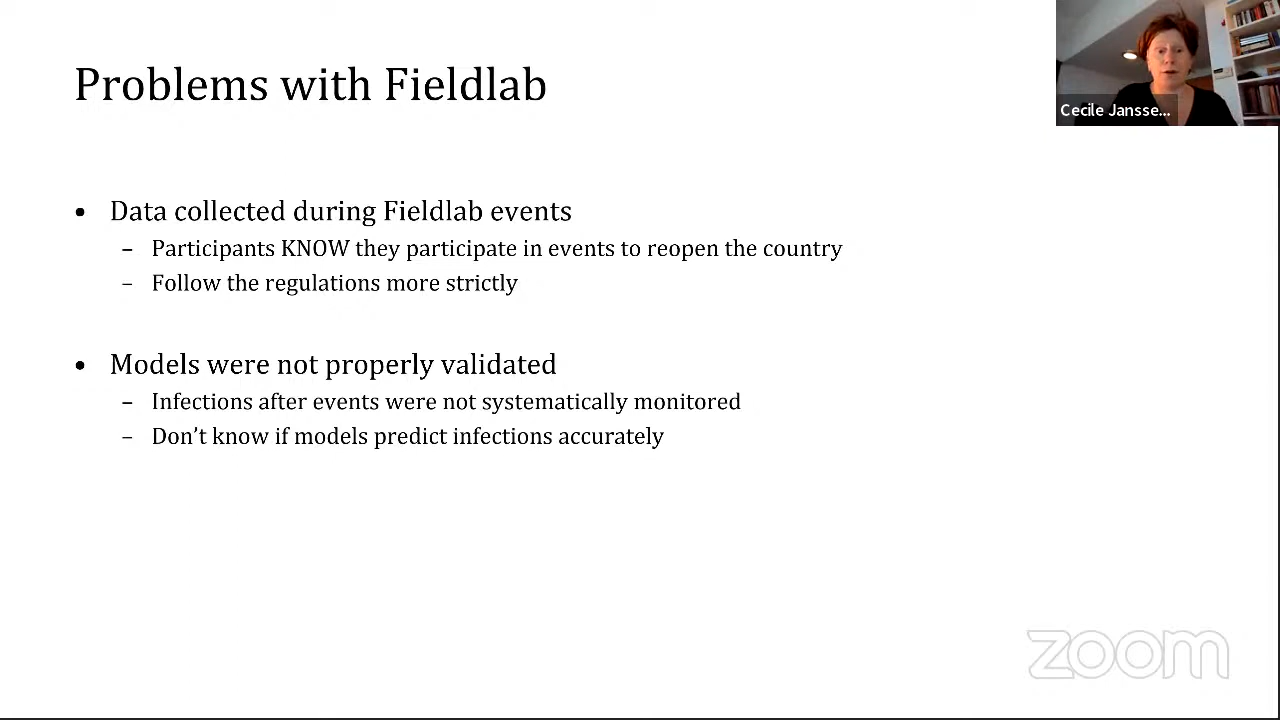 Problems with Fieldlab
Cecile Jansse...
• Data collected during Fieldlab events
– Participants KNOW they participate in events to reopen the country
– Follow the regulations more strictly
• Models were not properly validated
– Infections after events were not systematically monitored
– Don’t know if models predict infections accurately
zoom